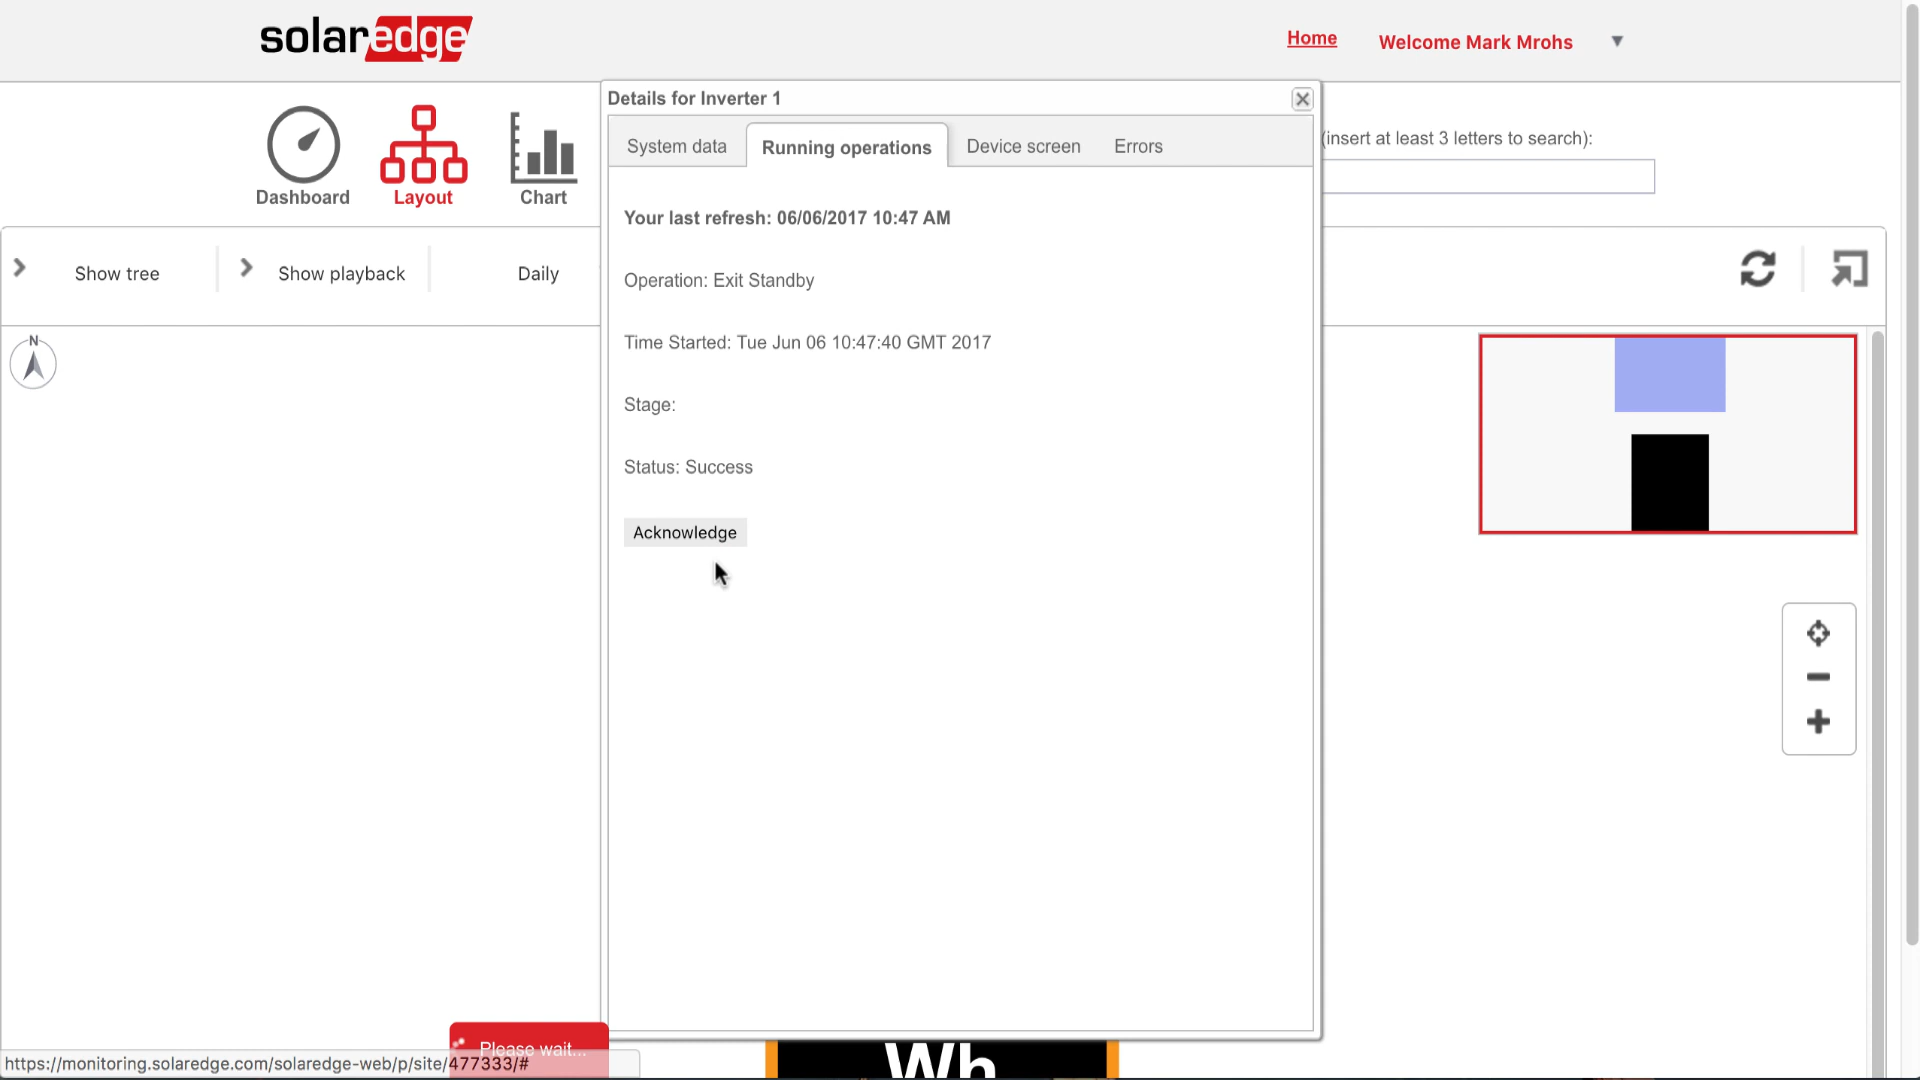 solaredge
Home
Welcome Mark Mrohs
Dashboard
Layout
Chart
(insert at least 3 letters to search):
Details for Inverter 1
System data
Running operations
Device screen
Errors
Your last refresh: 06/06/2017 10:47 AM
Operation: Exit Standby
Time Started: Tue Jun 06 10:47:40 GMT 2017
Stage:
Status: Success
Acknowledge
Show tree
Show playback
Daily
N
Please wait...
https://monitoring.solaredge.com/solaredge-web/p/site/477333/#
Wh